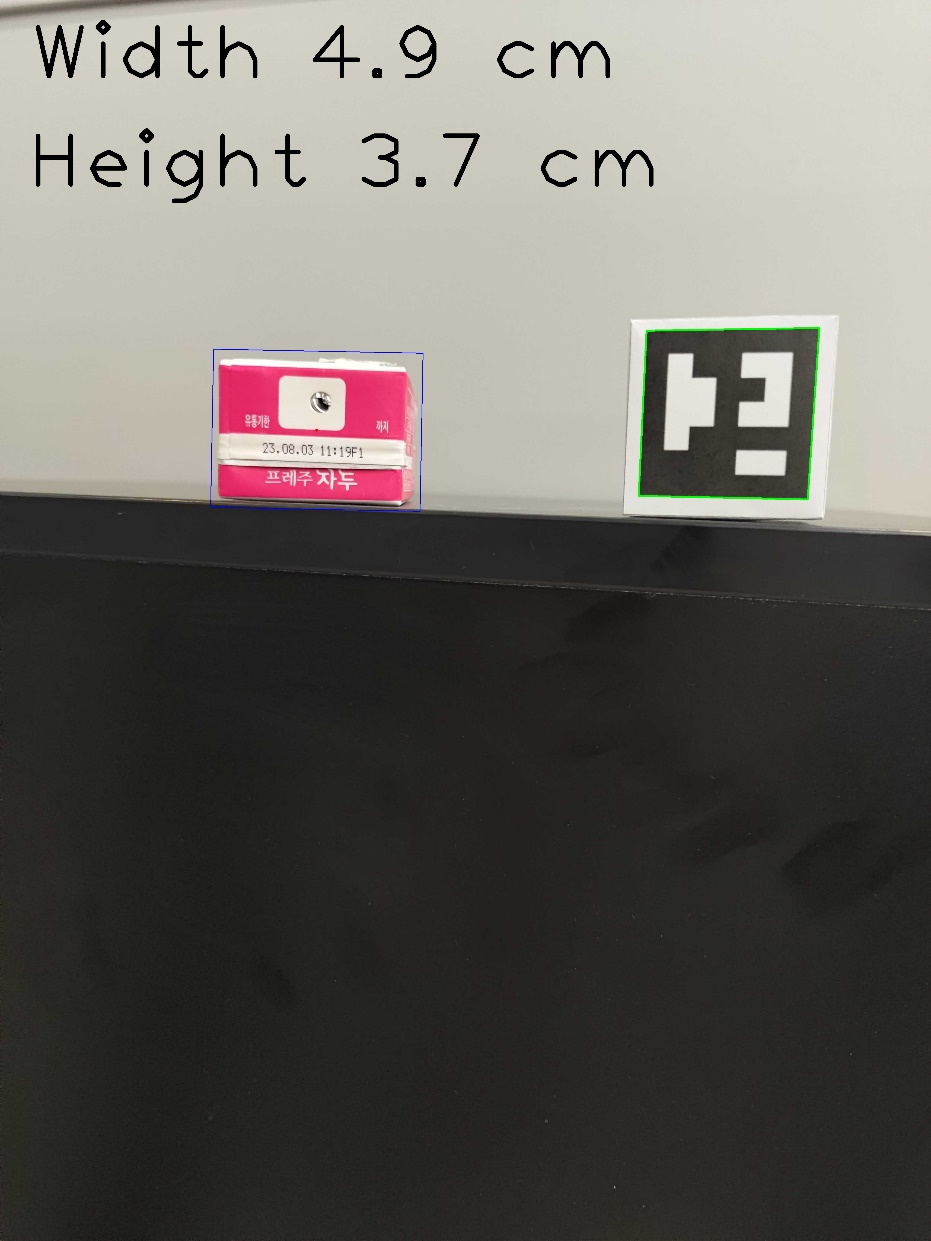 Width 4.9 cm
Height 3.7 cm
유통기한 까지
23.08.03 11:19F1
프레주 자두